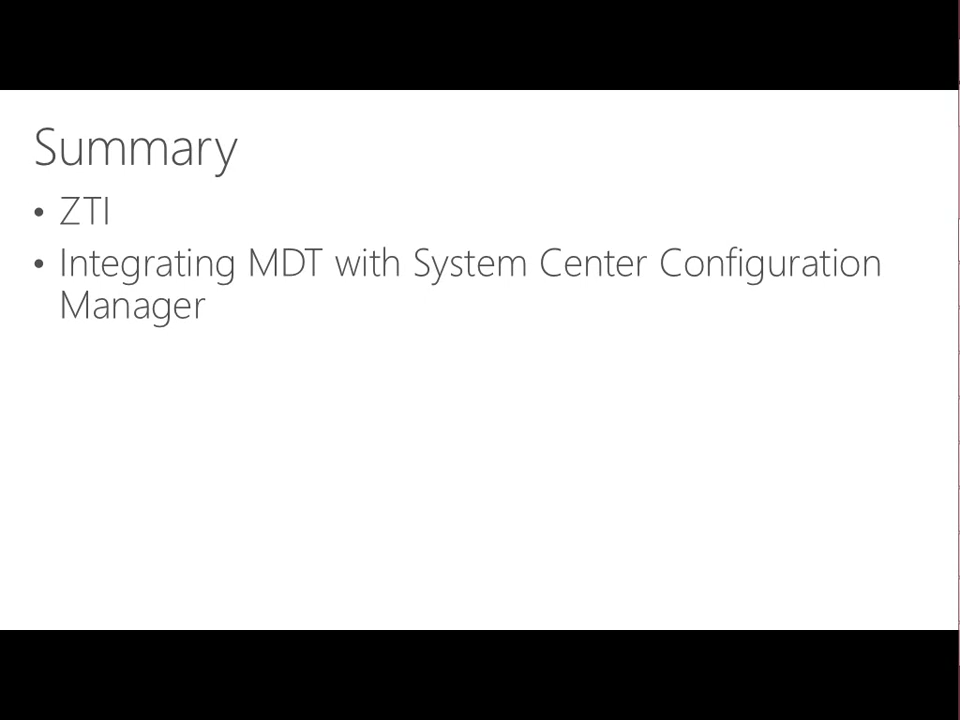 Summary
• ZTI
• Integrating MDT with System Center Configuration
Manager